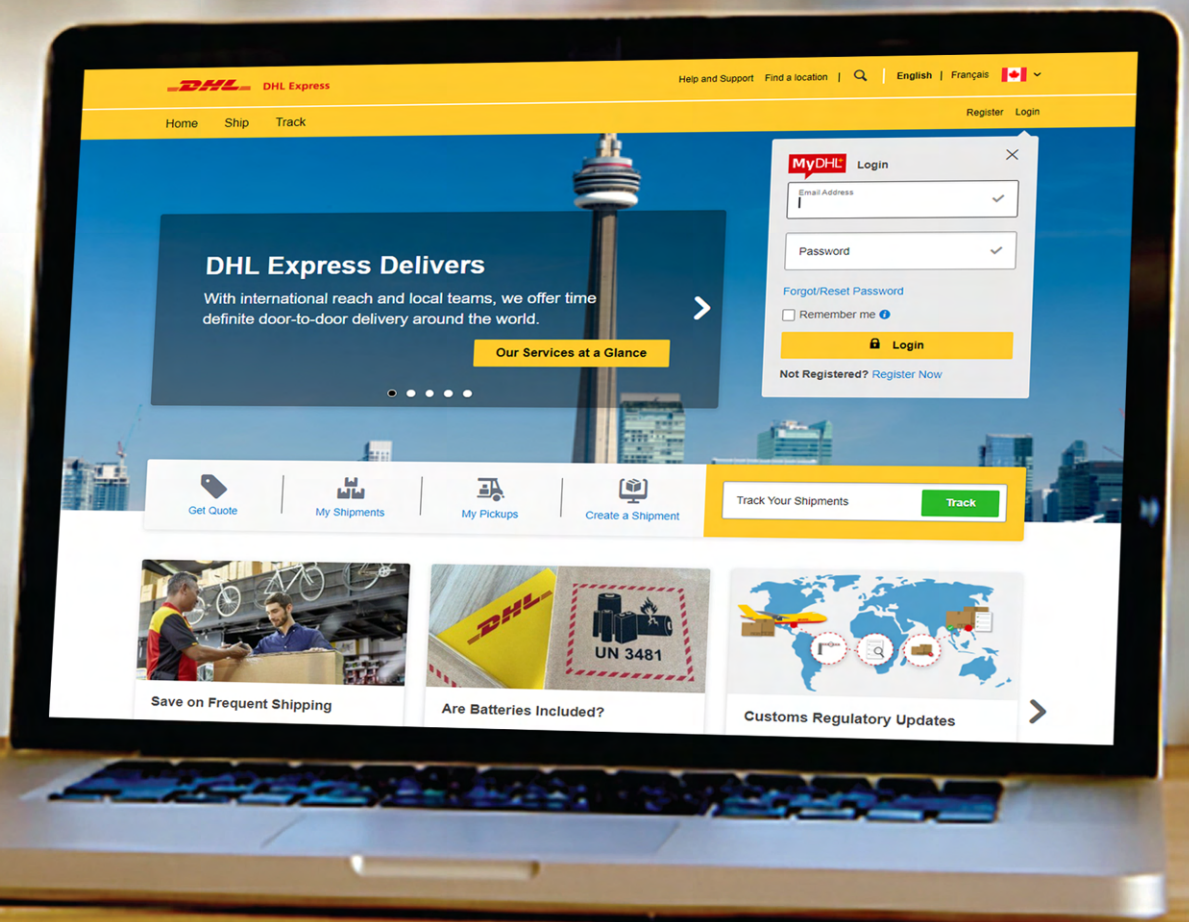 DHL DHL Express
Help and Support Find a location | English | Français
Home Ship Track
Register Login
MyDHL+ Login
Email Address
Password
Forgot/Reset Password
Remember me
Login
Not Registered? Register Now
DHL Express Delivers
With international reach and local teams, we offer time
definite door-to-door delivery around the world.
Our Services at a Glance
Get Quote
My Shipments
My Pickups
Create a Shipment
Track Your Shipments Track
DHL
UN 3481
Save on Frequent Shipping
Are Batteries Included?
Customs Regulatory Updates